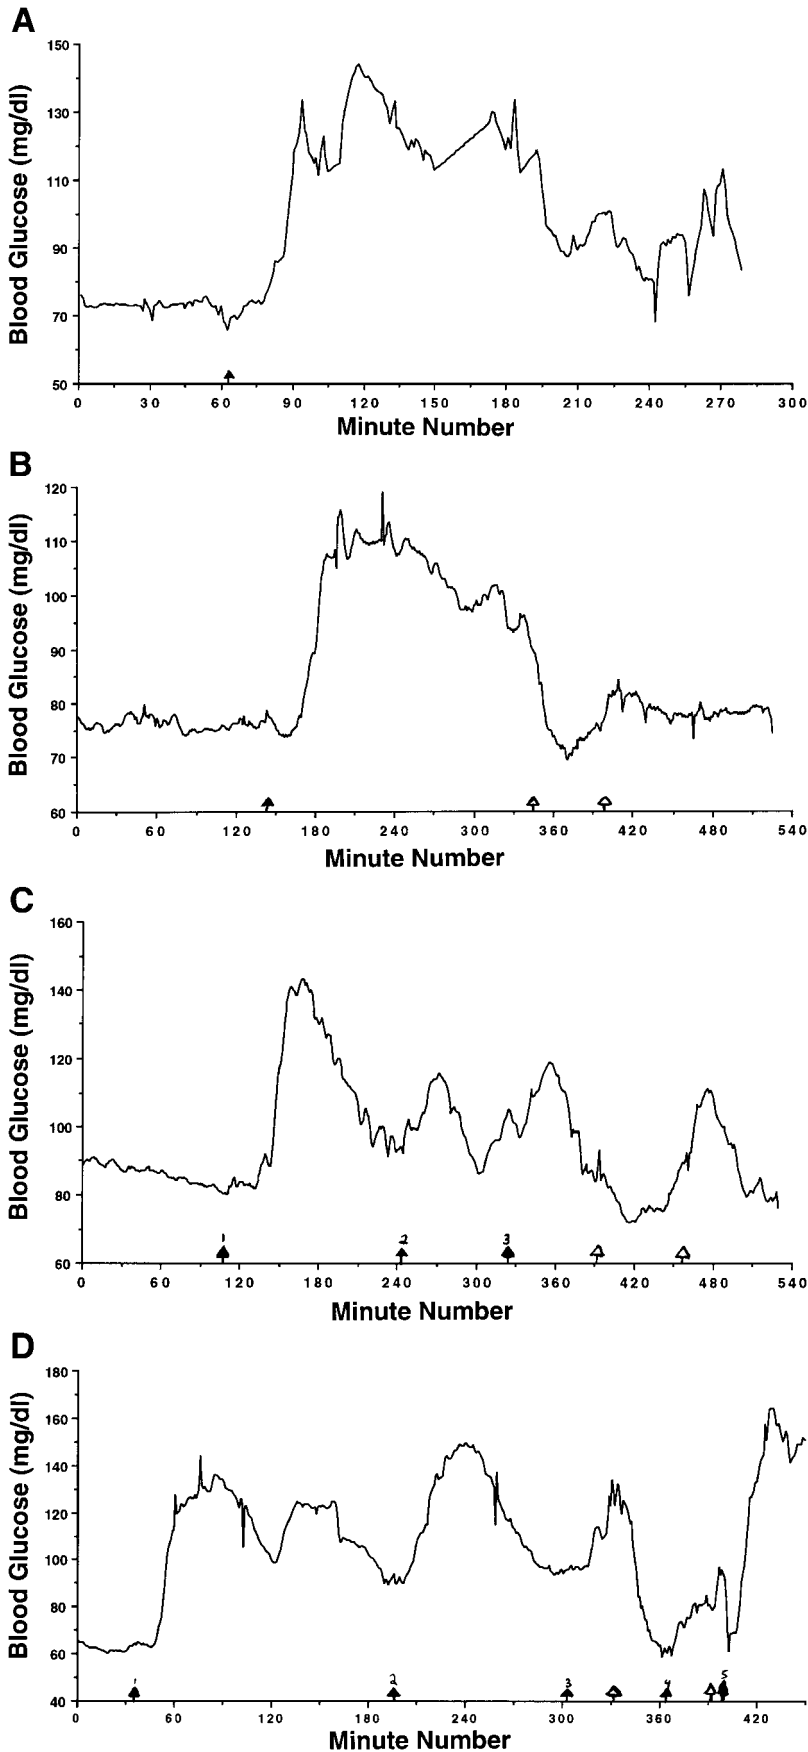 A
150
130
110
90
70
50
Blood Glucose (mg/dl)
0 30 60 90 120 150 180 210 240 270 300
Minute Number
B
120
110
100
90
80
70
60
Blood Glucose (mg/dl)
0 60 120 180 240 300 360 420 480 540
Minute Number
C
160
140
120
100
80
60
Blood Glucose (mg/dl)
1 2 3
0 60 120 180 240 300 360 420 480 540
Minute Number
D
180
160
140
120
100
80
60
40
Blood Glucose (mg/dl)
1 2 3 4 5
0 60 120 180 240 300 360 420
Minute Number